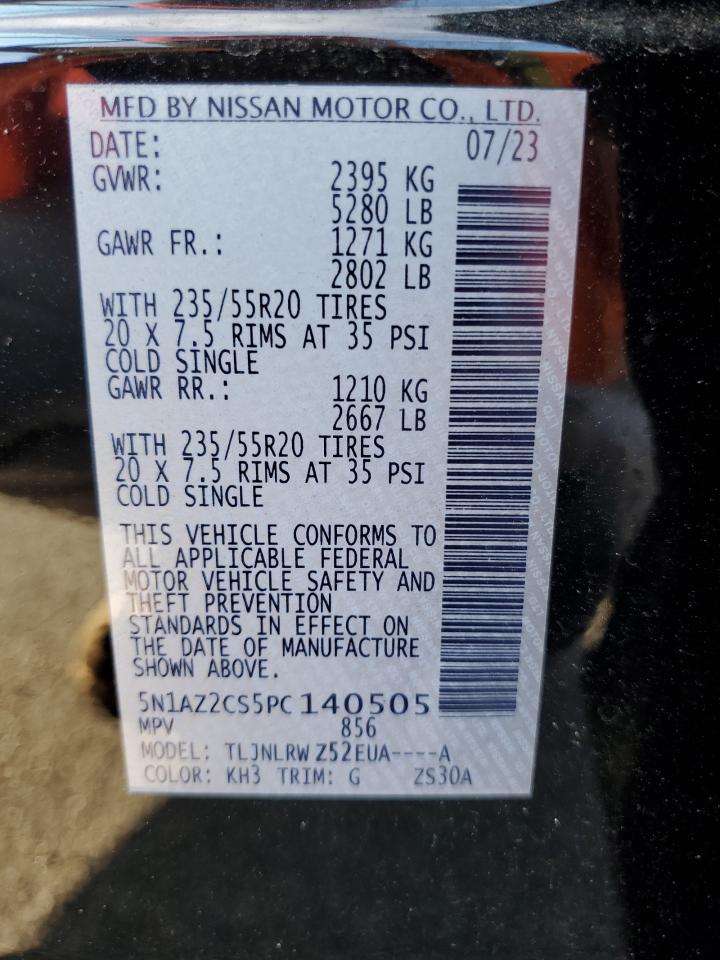 MFD BY NISSAN MOTOR CO., LTD.
DATE: 07/23
GVWR: 2395 KG
5280 LB
GAWR FR.: 1271 KG
2802 LB
WITH 235/55R20 TIRES
20 X 7.5 RIMS AT 35 PSI
COLD SINGLE
GAWR RR.: 1210 KG
2667 LB
WITH 235/55R20 TIRES
20 X 7.5 RIMS AT 35 PSI
COLD SINGLE
THIS VEHICLE CONFORMS TO
ALL APPLICABLE FEDERAL
MOTOR VEHICLE SAFETY AND
THEFT PREVENTION
STANDARDS IN EFFECT ON
THE DATE OF MANUFACTURE
SHOWN ABOVE.
5N1AZ2CS5PC140505
MPV 856
MODEL: TLJNLRW Z52EUA----A
COLOR: KH3 TRIM: G ZS30A